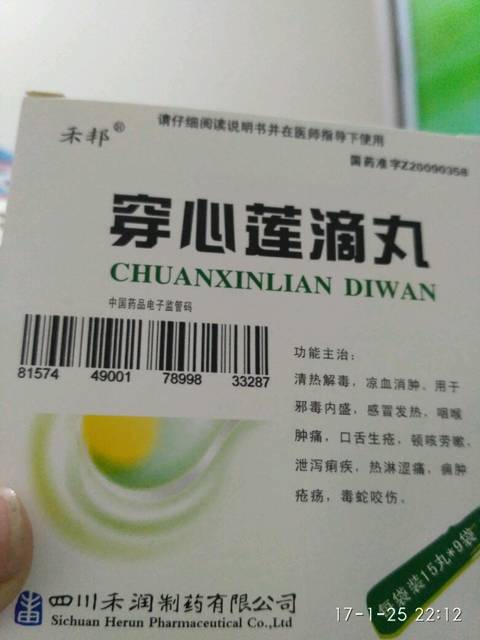 禾邦®
请仔细阅读说明书并在医师指导下使用
国药准字Z20090358
穿心莲滴丸
CHUANXINLIAN DIWAN
中国药品电子监管码
81574 49001 78998 33287
功能主治:
清热解毒，凉血消肿。用于
邪毒内盛，感冒发热，咽喉
肿痛，口舌生疮，顿咳劳嗽，
泄泻痢疾，热淋涩痛，痈肿
疮疡，毒蛇咬伤。
袋装15丸*9袋
四川禾润制药有限公司
Sichuan Herun Pharmaceutical Co.,Ltd
17-1-25 22:12